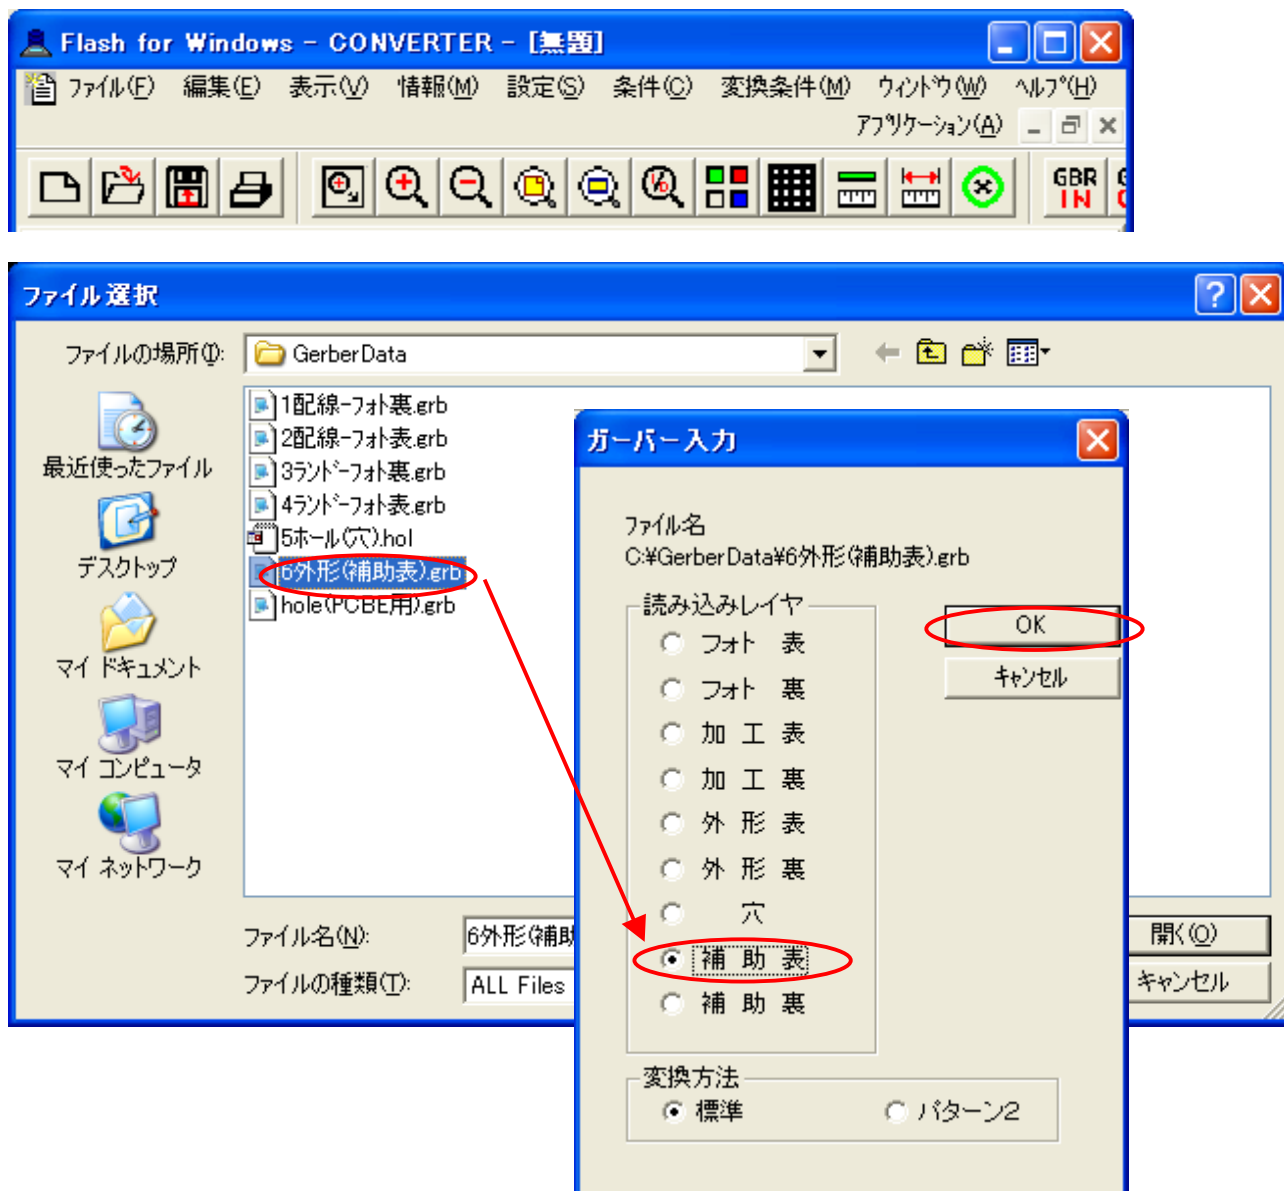 Flash for Windows - CONVERTER - [無題]
ファイル(F) 編集(E) 表示(V) 情報(M) 設定(S) 条件(C) 変換条件(M) ウィンドウ(W) ヘルプ(H)
アプリケーション(A)
GBR
IN
ファイル選択
ファイルの場所(I): GerberData
1配線-フォト裏.grb
2配線-フォト表.grb
3ランド-フォト裏.grb
4ランド-フォト表.grb
5ホール(穴).hol
6外形(補助表).grb
hole(PCBE用).grb
最近使ったファイル
デスクトップ
マイ ドキュメント
マイ コンピュータ
マイ ネットワーク
ファイル名(N): 6外形(補助
ファイルの種類(T): ALL Files
開く(O)
キャンセル
ガーバー入力
ファイル名
C:¥GerberData¥6外形(補助表).grb
読み込みレイヤ
フォト 表
フォト 裏
加 工 表
加 工 裏
外 形 表
外 形 裏
穴
補 助 表
補 助 裏
OK
キャンセル
変換方法
標準 パターン2